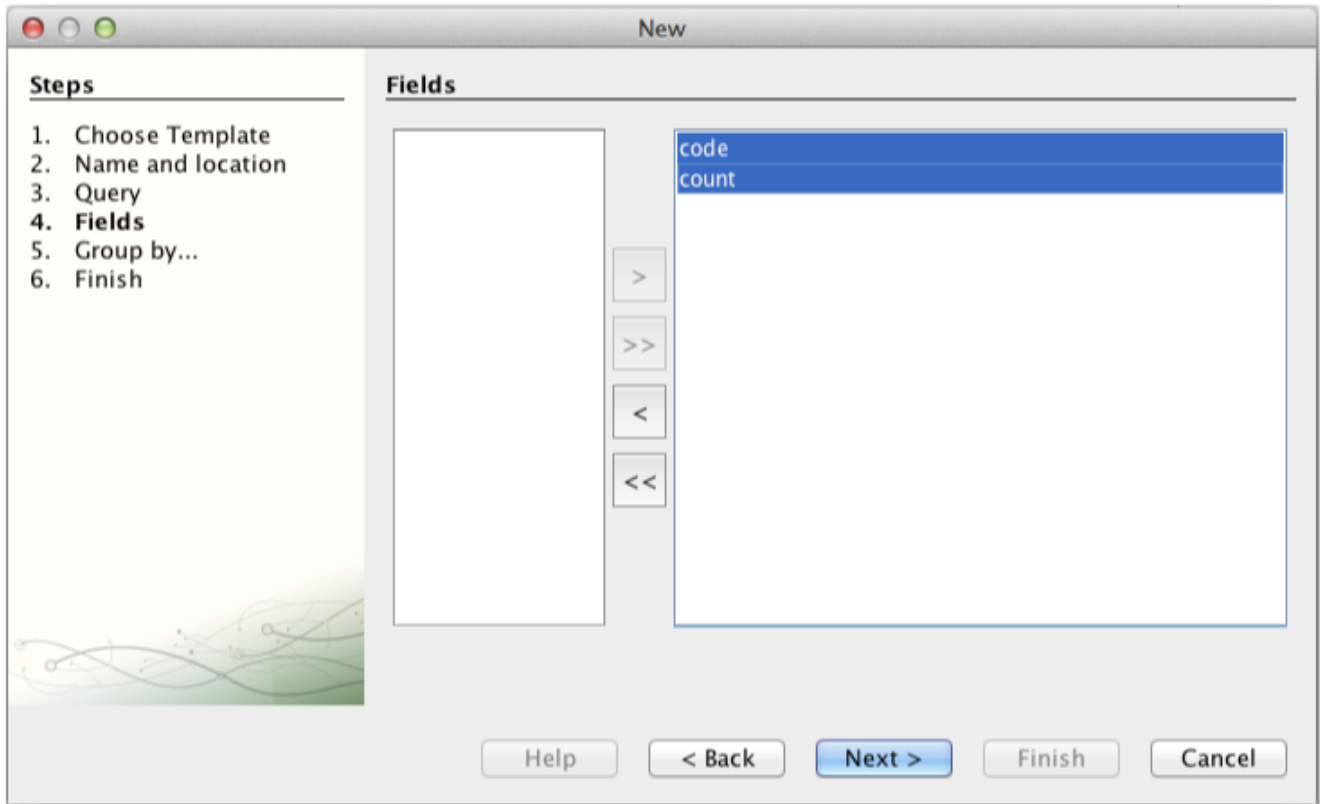 New
Steps
1. Choose Template
2. Name and location
3. Query
4. Fields
5. Group by...
6. Finish
Fields
code
count
>
>>
<
<<
Help
< Back
Next >
Finish
Cancel